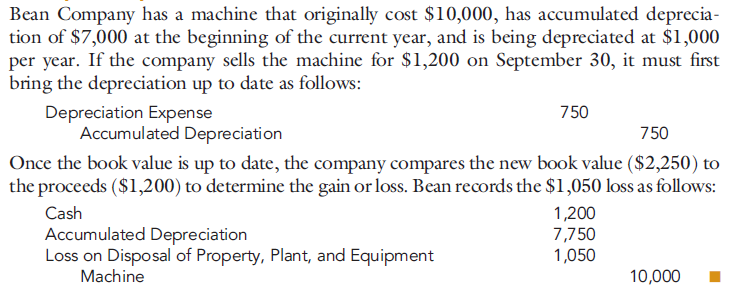 Bean Company has a machine that originally cost $10,000, has accumulated deprecia-
tion of $7,000 at the beginning of the current year, and is being depreciated at $1,000
per year. If the company sells the machine for $1,200 on September 30, it must first
bring the depreciation up to date as follows:
Depreciation Expense 750
Accumulated Depreciation 750
Once the book value is up to date, the company compares the new book value ($2,250) to
the proceeds ($1,200) to determine the gain or loss. Bean records the $1,050 loss as follows:
Cash 1,200
Accumulated Depreciation 7,750
Loss on Disposal of Property, Plant, and Equipment 1,050
Machine 10,000